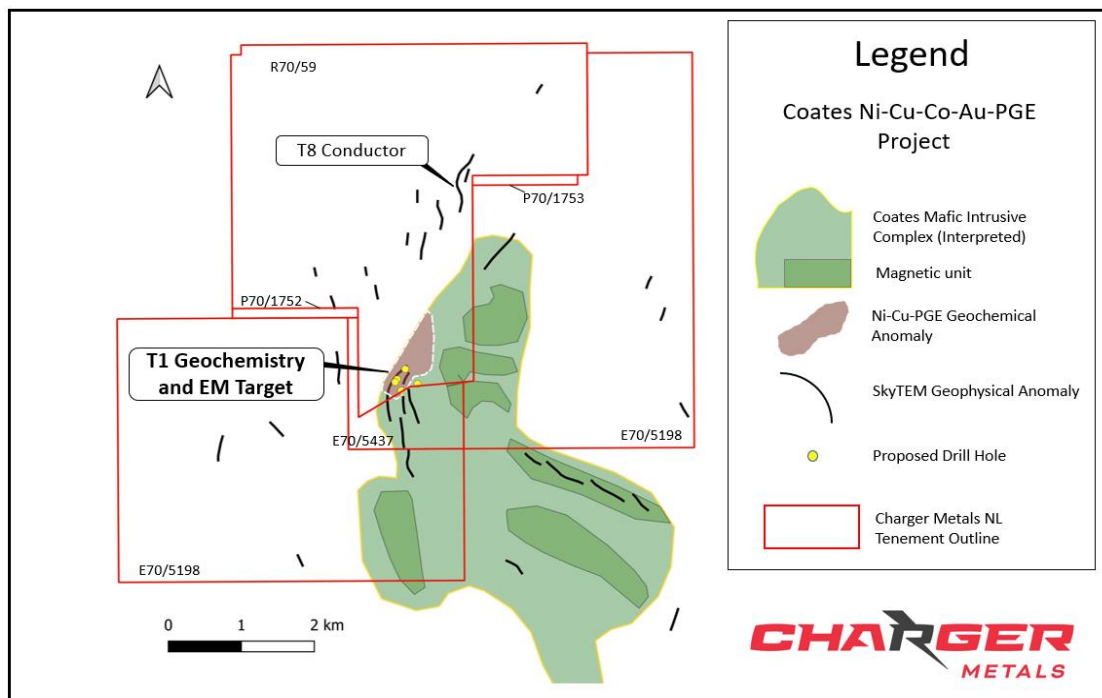 R70/59
T8 Conductor
P70/1753
P70/1752
T1 Geochemistry
and EM Target
E70/5437
E70/5198
E70/5198
0 1 2 km
Legend
Coates Ni-Cu-Co-Au-PGE
Project
Coates Mafic Intrusive
Complex (Interpreted)
Magnetic unit
Ni-Cu-PGE Geochemical
Anomaly
SkyTEM Geophysical Anomaly
Proposed Drill Hole
Charger Metals NL
Tenement Outline
CHARGER
METALS